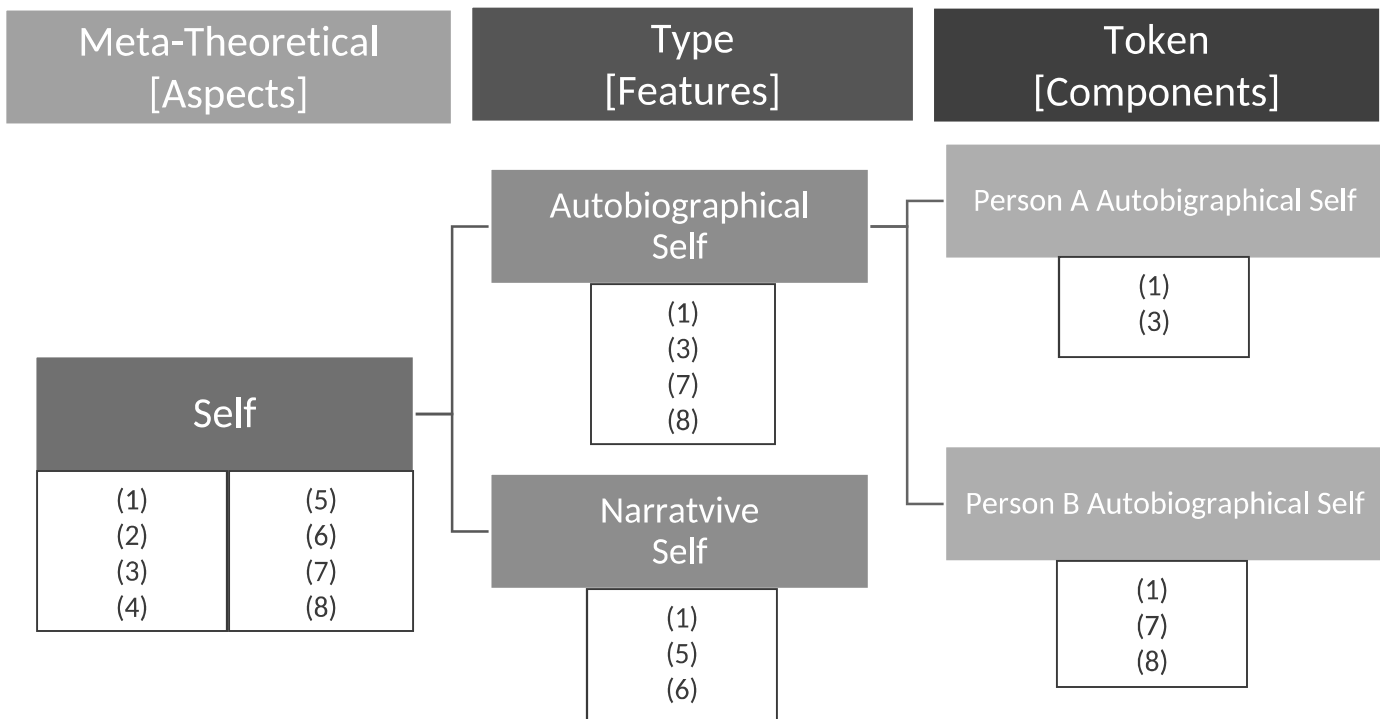 Meta-Theoretical
[Aspects]
Type
[Features]
Token
[Components]
Self
(1)
(2)
(3)
(4)
(5)
(6)
(7)
(8)
Autobiographical
Self
(1)
(3)
(7)
(8)
Narratvive
Self
(1)
(5)
(6)
Person A Autobigraphical Self
(1)
(3)
Person B Autobiographical Self
(1)
(7)
(8)